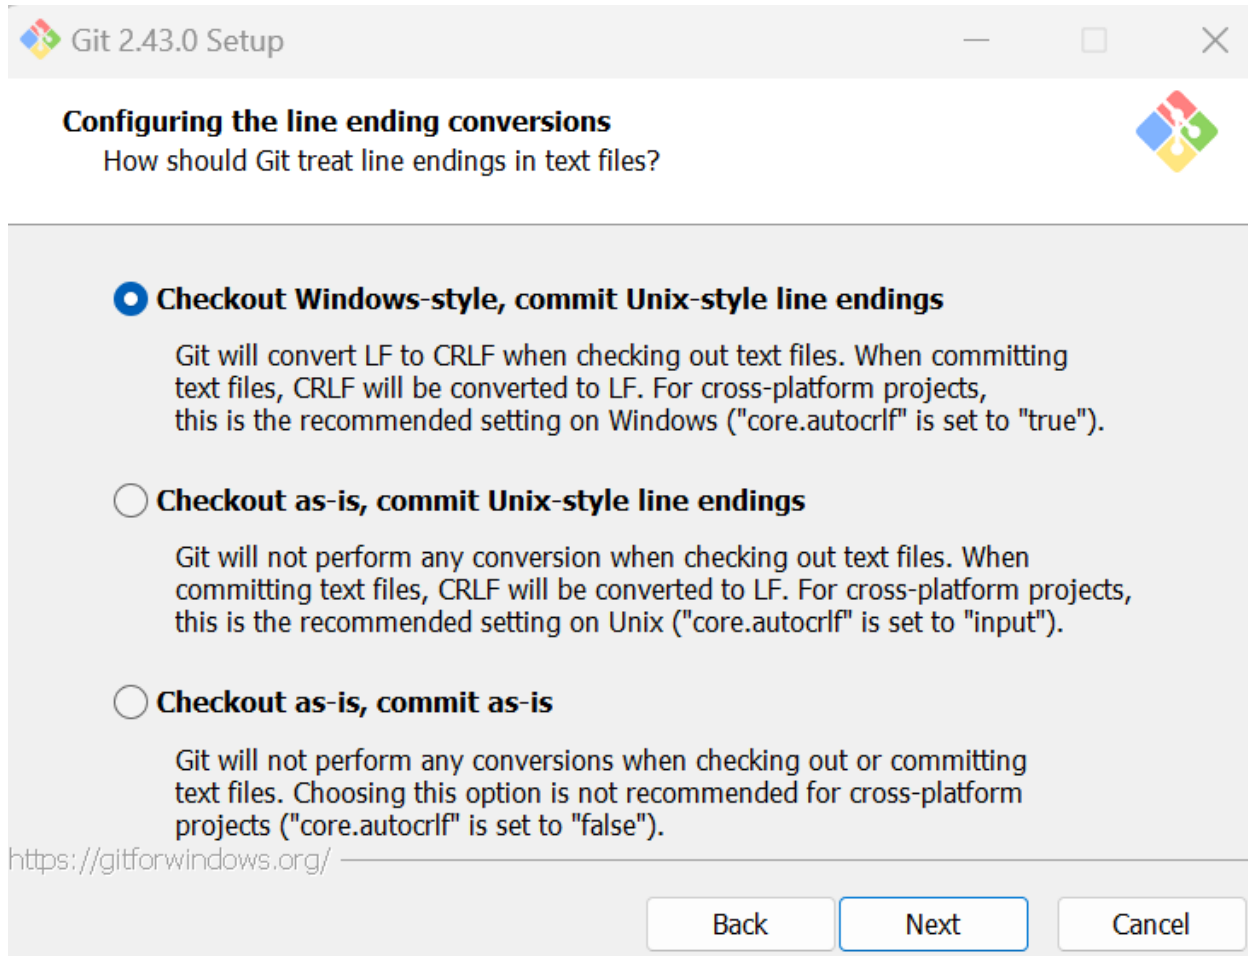 Git 2.43.0 Setup
Configuring the line ending conversions
How should Git treat line endings in text files?
Checkout Windows-style, commit Unix-style line endings
Git will convert LF to CRLF when checking out text files. When committing
text files, CRLF will be converted to LF. For cross-platform projects,
this is the recommended setting on Windows ("core.autocrlf" is set to "true").
Checkout as-is, commit Unix-style line endings
Git will not perform any conversion when checking out text files. When
committing text files, CRLF will be converted to LF. For cross-platform projects,
this is the recommended setting on Unix ("core.autocrlf" is set to "input").
Checkout as-is, commit as-is
Git will not perform any conversions when checking out or committing
text files. Choosing this option is not recommended for cross-platform
projects ("core.autocrlf" is set to "false").
https://gitforwindows.org/
Back Next Cancel